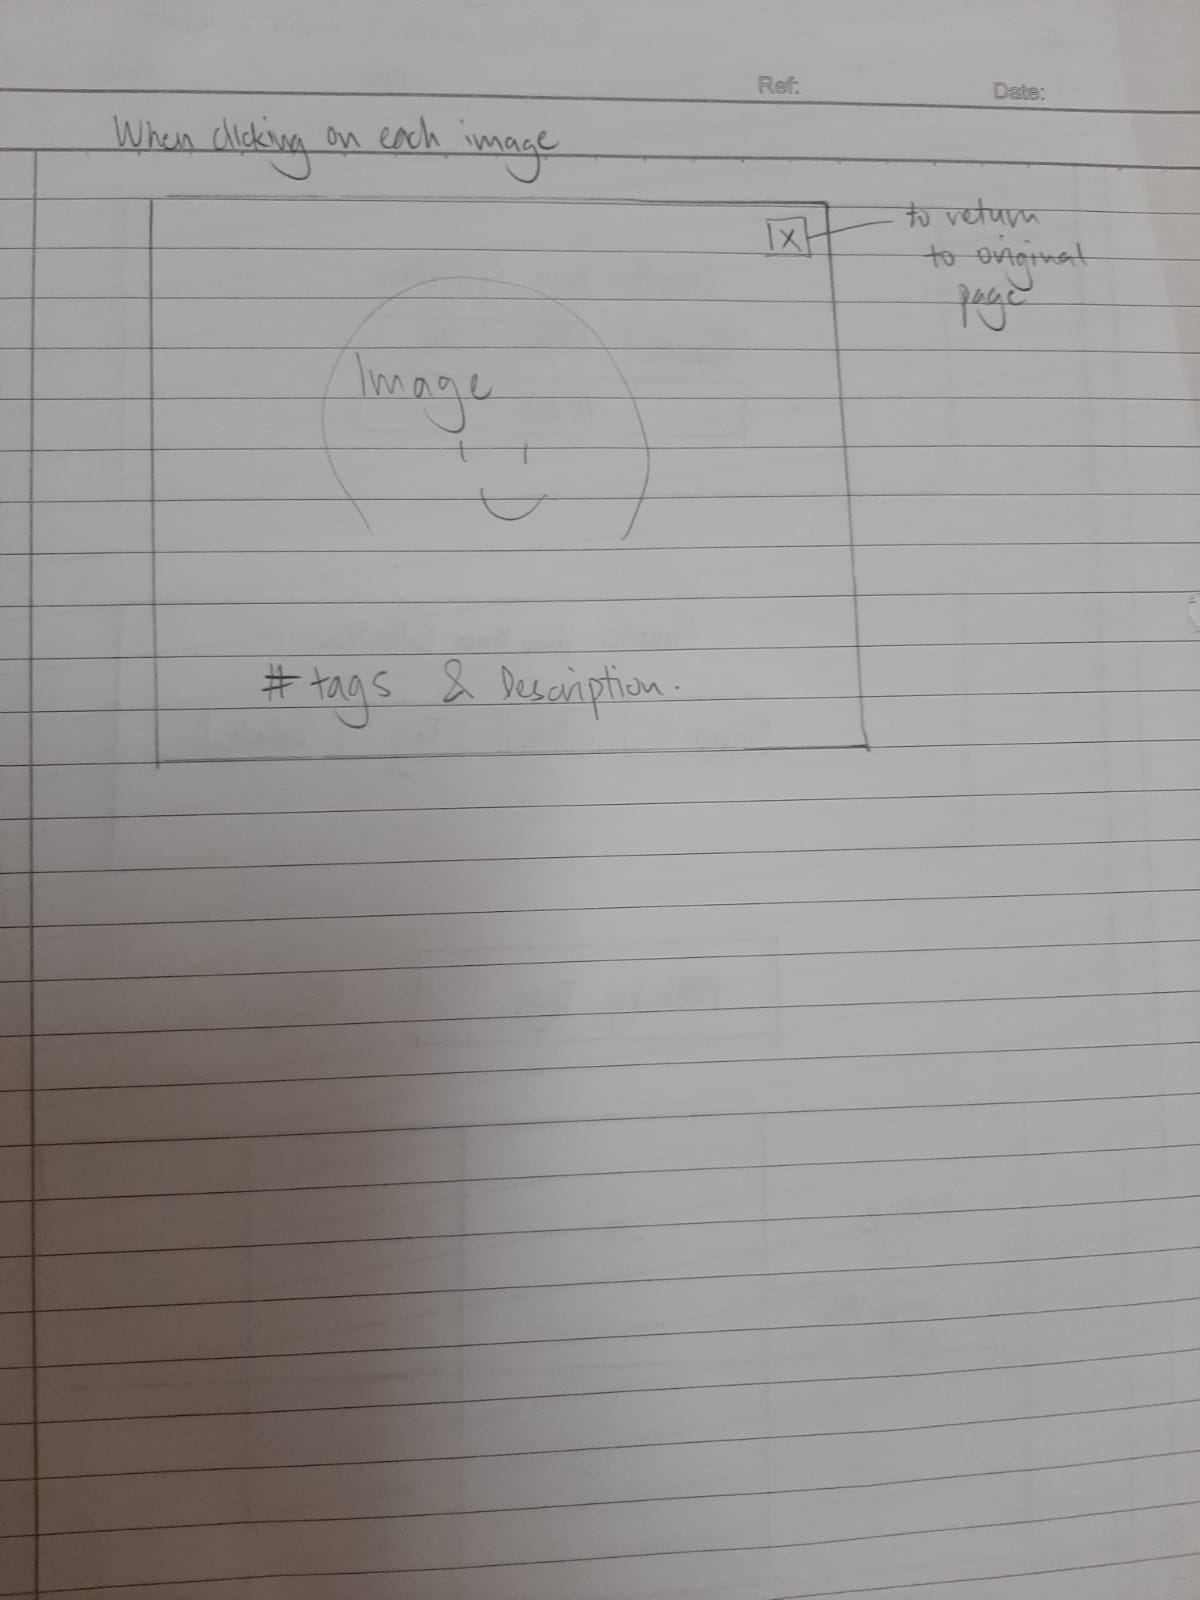 Ref: Date:
When clicking on each image
X to return
to original
page
Image
#tags & Description.